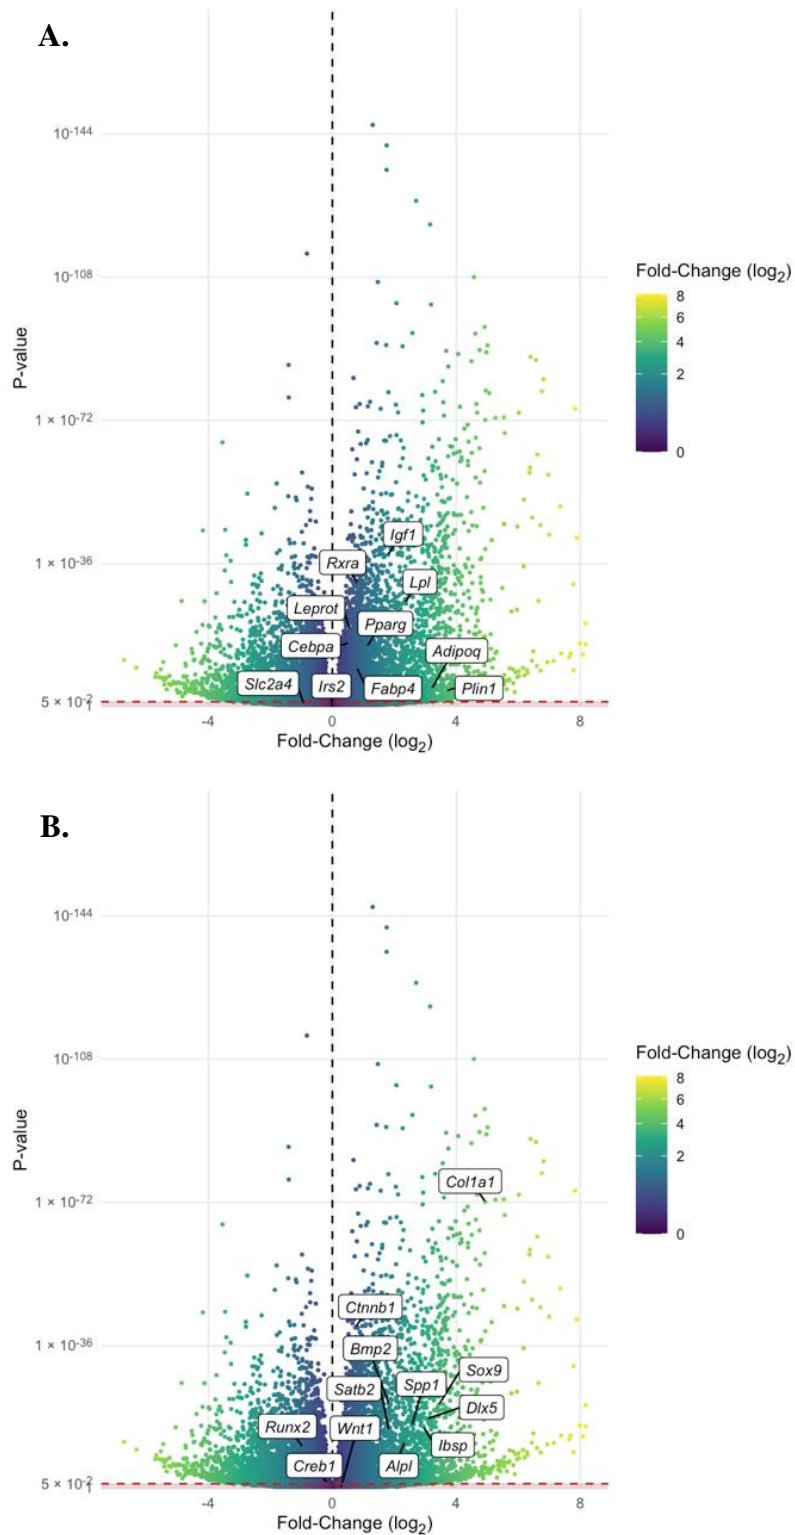 A.
10-144
10-108
1 × 10-72
1 × 10-36
5 × 10-2
1
P-value
-4 0 4 8
Fold-Change (log2)
Igf1
Rxra
Lpl
Leprot
Pparg
Cebpa
Adipoq
Slc2a4
Irs2
Fabp4
Plin1
Fold-Change (log2)
8
6
4
2
0
B.
10-144
10-108
1 × 10-72
1 × 10-36
5 × 10-2
1
P-value
-4 0 4 8
Fold-Change (log2)
Col1a1
Ctnnb1
Bmp2
Sox9
Satb2
Spp1
Dlx5
Runx2
Wnt1
Ibsp
Creb1
Alpl
Fold-Change (log2)
8
6
4
2
0